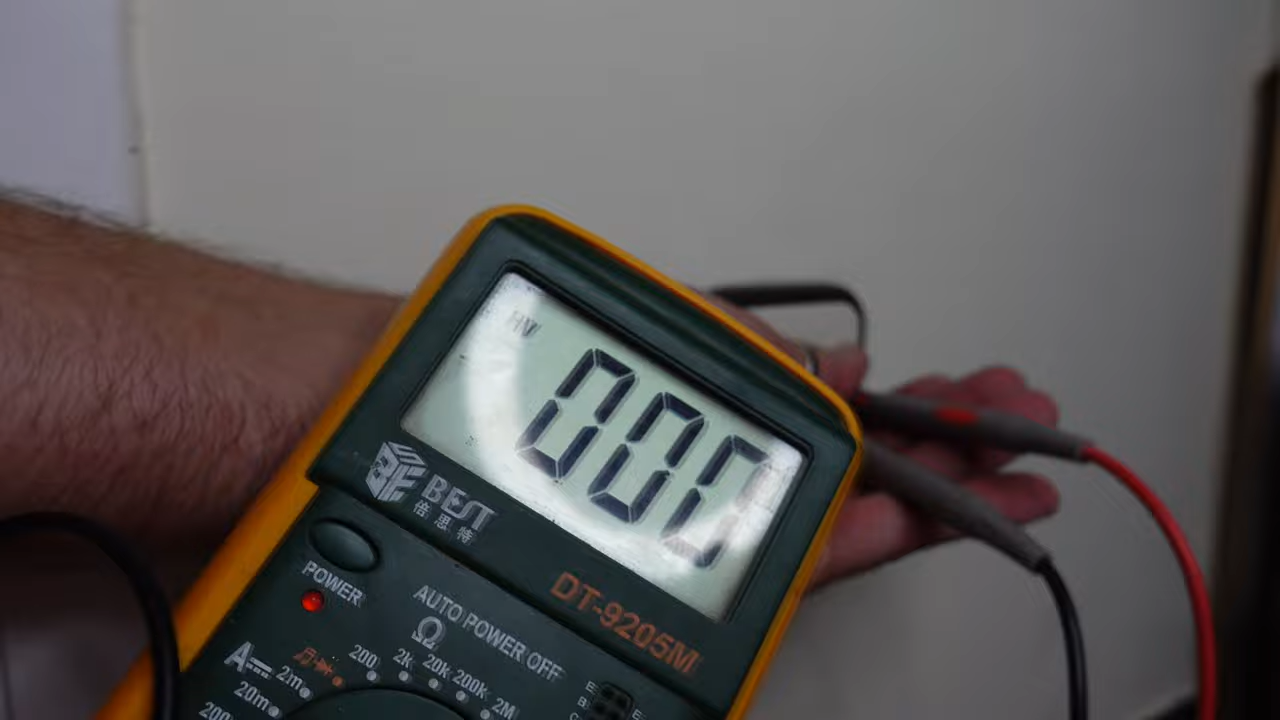 HV
000
BEST
倍思特
DT-9205M
POWER
AUTO POWER OFF
Ω
A
200
2k
20k
200k
2M
2m
20m
200
E
B
C
E